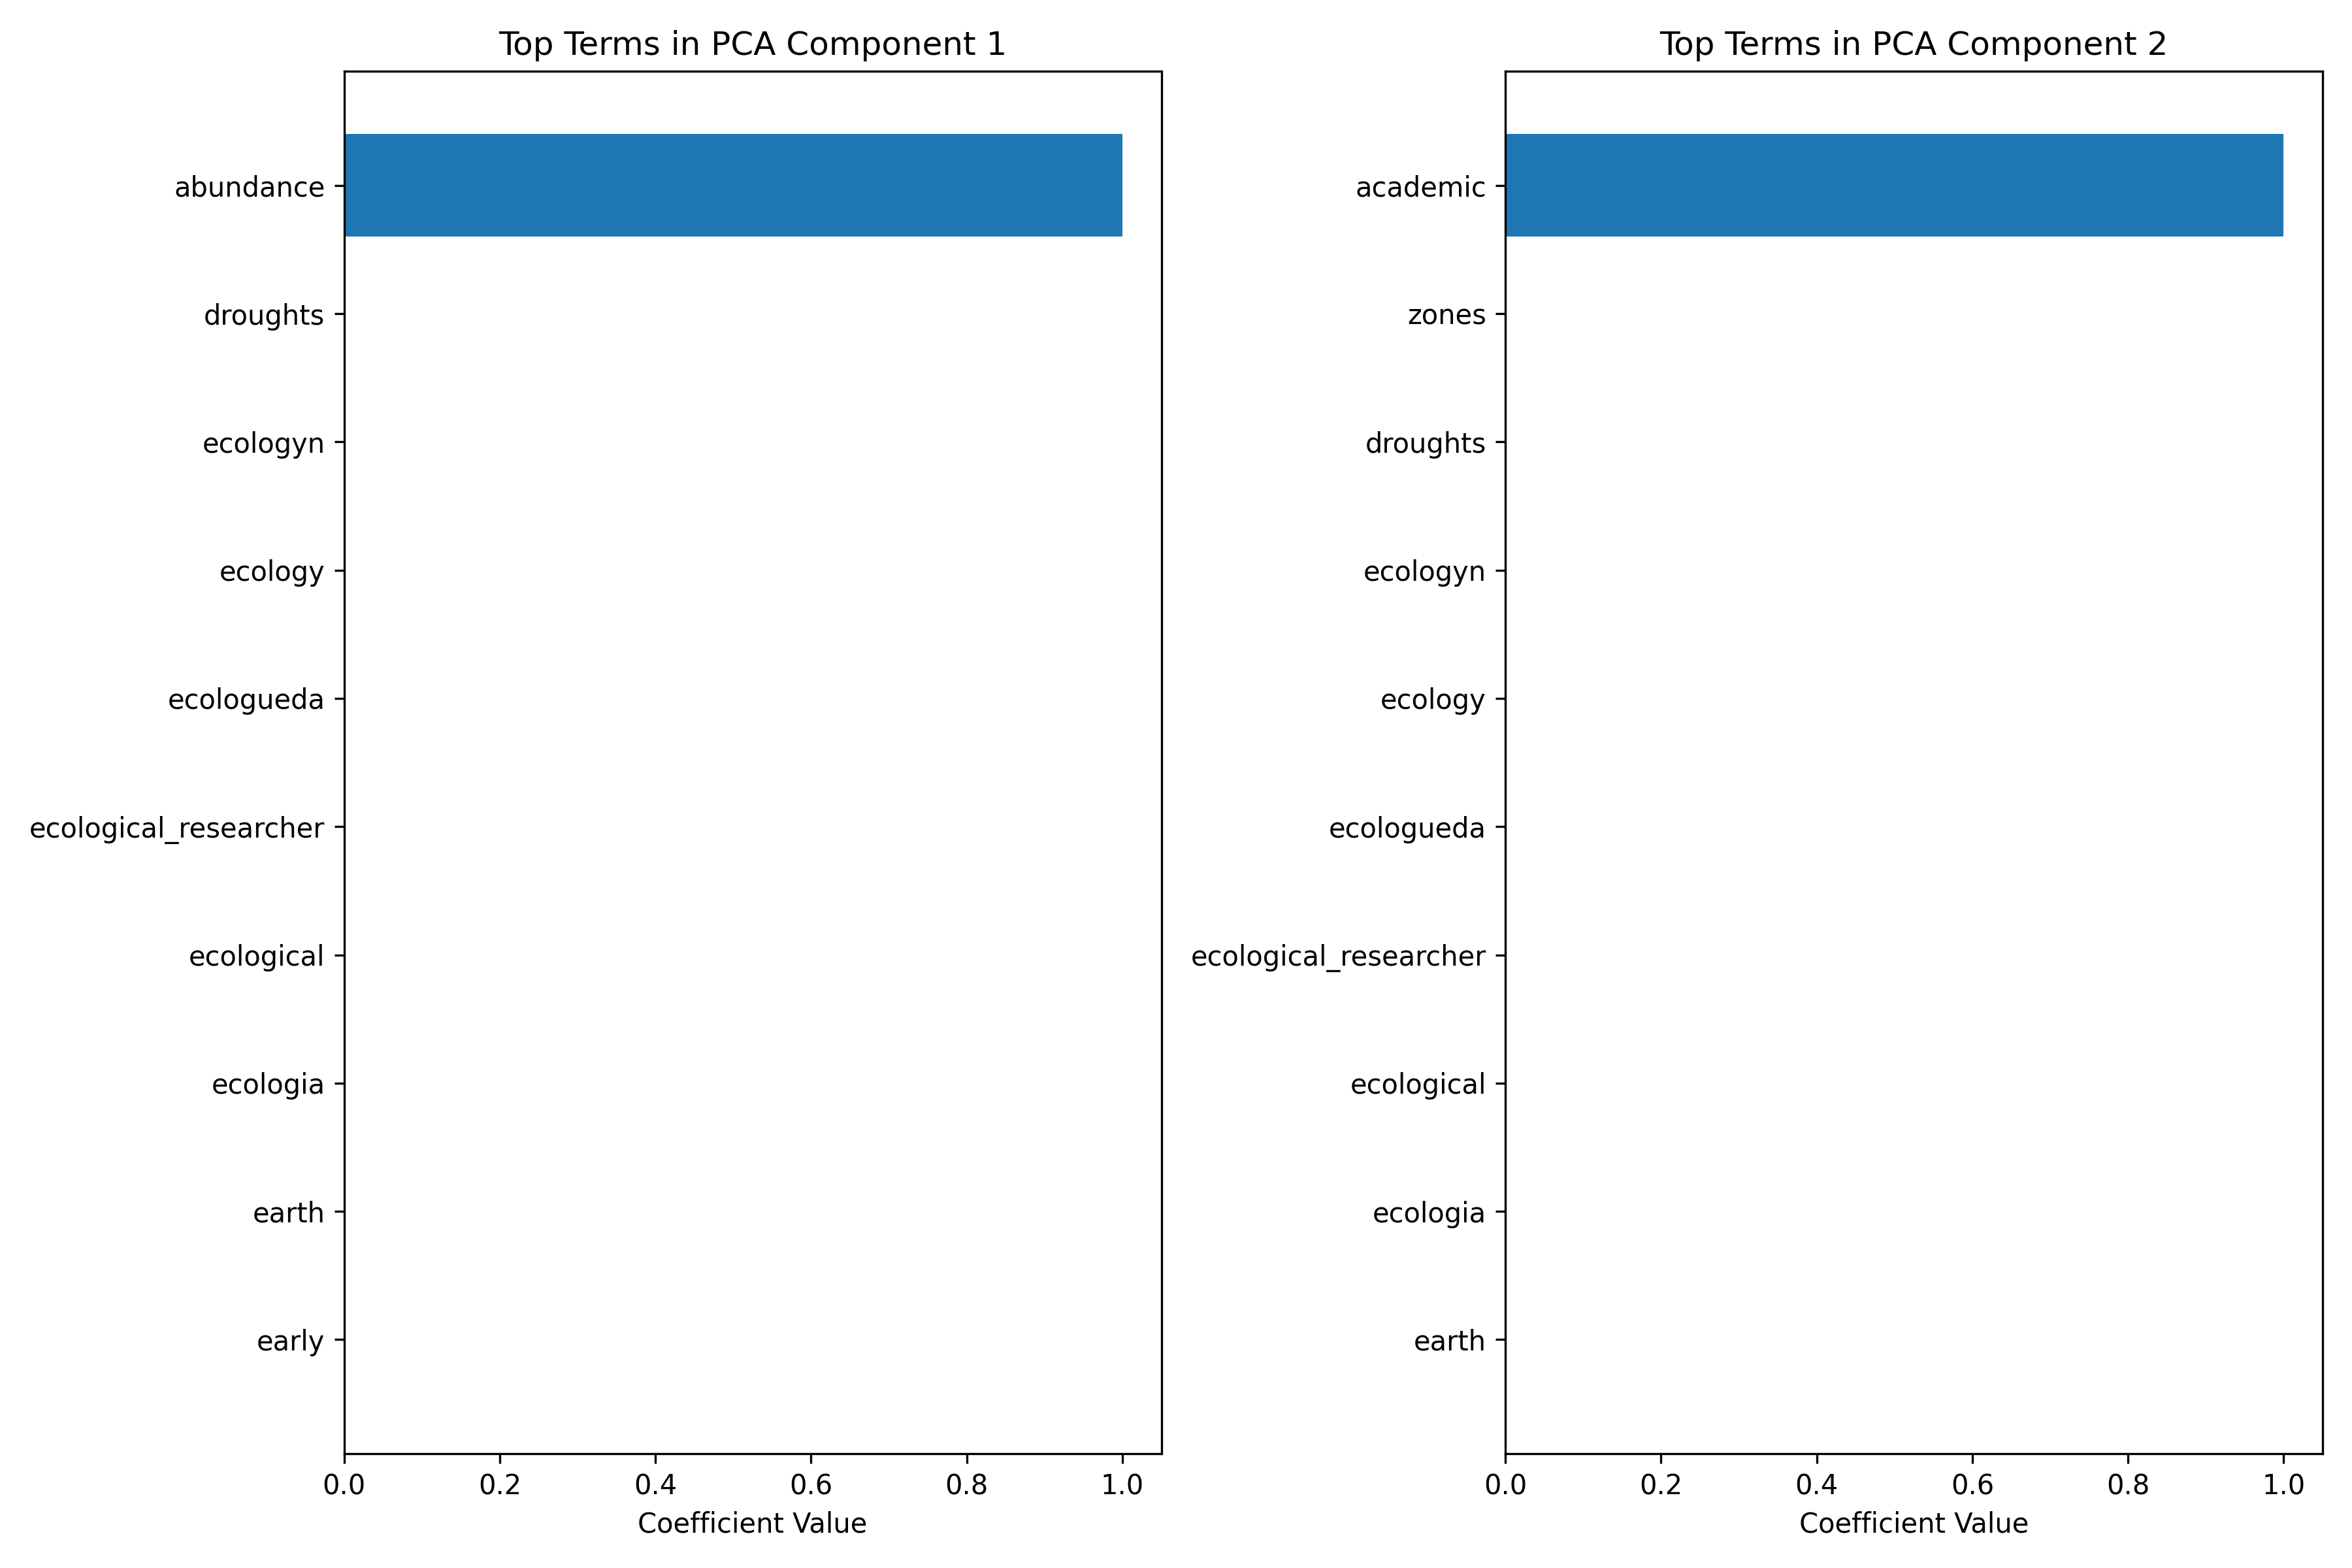 Top Terms in PCA Component 1
abundance
droughts
ecologyn
ecology
ecologueda
ecological_researcher
ecological
ecologia
earth
early
0.0 0.2 0.4 0.6 0.8 1.0
Coefficient Value
Top Terms in PCA Component 2
academic
zones
droughts
ecologyn
ecology
ecologueda
ecological_researcher
ecological
ecologia
earth
0.0 0.2 0.4 0.6 0.8 1.0
Coefficient Value